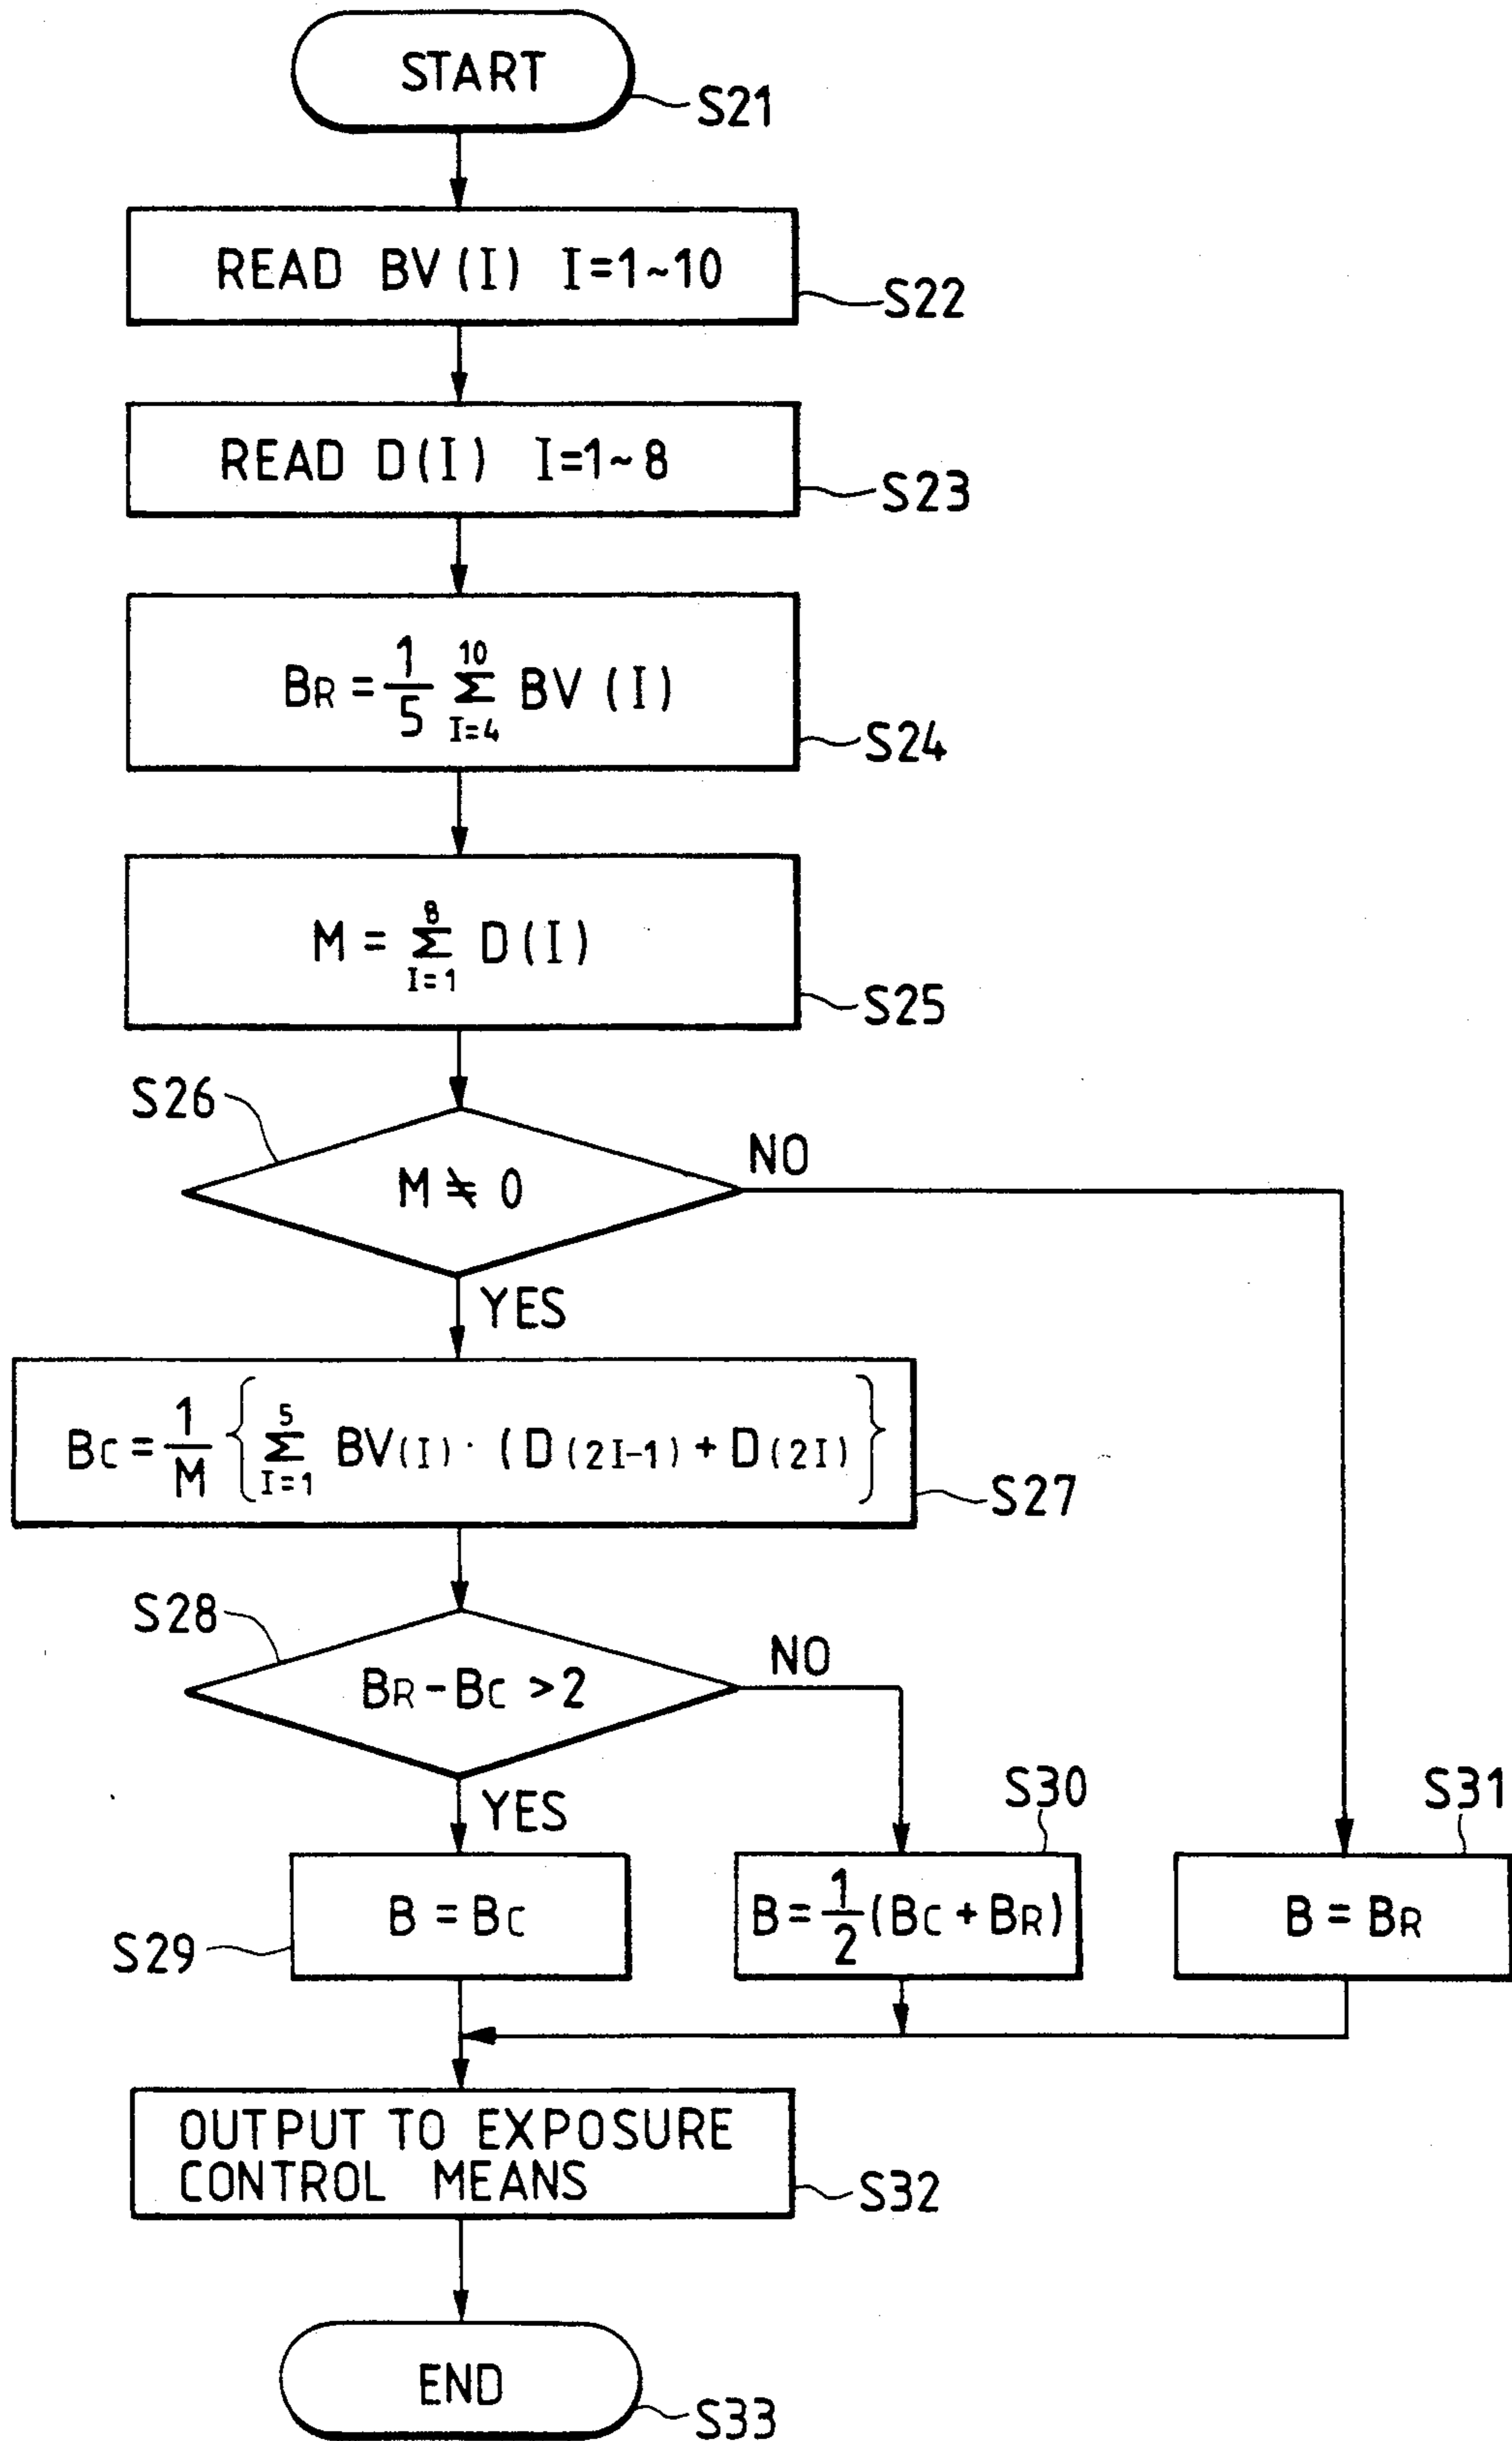 START
S21
READ BV(I) I=1~10
S22
READ D(I) I=1~8
S23
BR = 1/5 Σ(I=4, 10) BV(I)
S24
M = Σ(I=1, 8) D(I)
S25
S26
M ≠ 0
NO
YES
BC = 1/M { Σ(I=1, 5) BV(I)·(D(2I-1)+D(2I) }
S27
S28
BR-BC >2
NO
YES
S30
S31
B = BC
B = 1/2 (BC + BR)
B = BR
S29
OUTPUT TO EXPOSURE
CONTROL MEANS
S32
END
S33